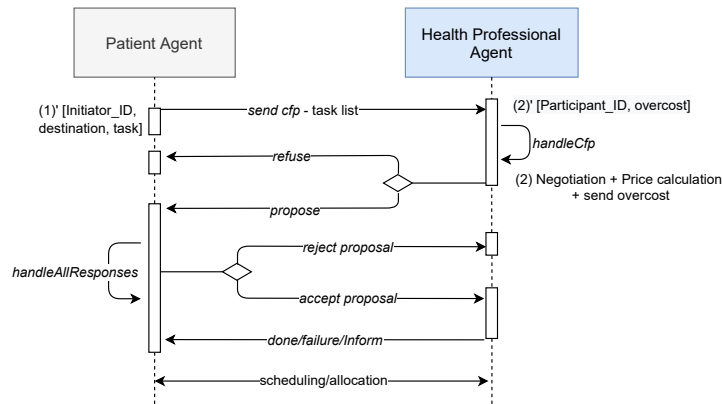 Patient Agent
Health Professional
Agent
(1)' [Initiator_ID,
destination, task]
send cfp - task list
(2)' [Participant_ID, overcost]
handleCfp
refuse
(2) Negotiation + Price calculation
+ send overcost
propose
reject proposal
handleAllResponses
accept proposal
done/failure/Inform
scheduling/allocation